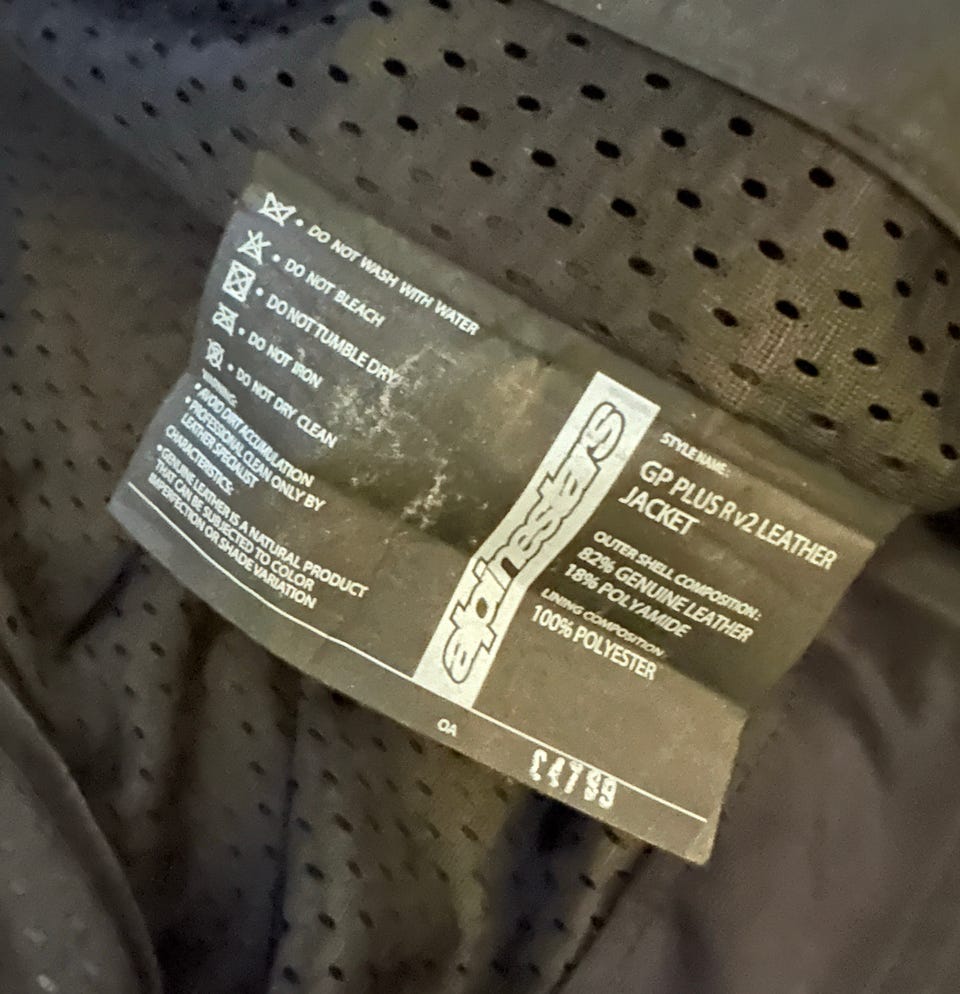 • DO NOT WASH WITH WATER
• DO NOT BLEACH
• DO NOT TUMBLE DRY
• DO NOT IRON
• DO NOT DRY CLEAN
WARNING:
• AVOID DIRT ACCUMULATION
• PROFESSIONAL CLEAN ONLY BY
LEATHER SPECIALIST
CHARACTERISTICS:
• GENUINE LEATHER IS A NATURAL PRODUCT
THAT CAN BE SUBJECTED TO COLOR
IMPERFECTION OR SHADE VARIATION
alpinestars
STYLE NAME:
GP PLUS R v2 LEATHER
JACKET
OUTER SHELL COMPOSITION:
82% GENUINE LEATHER
18% POLYAMIDE
LINING COMPOSITION:
100% POLYESTER
OA